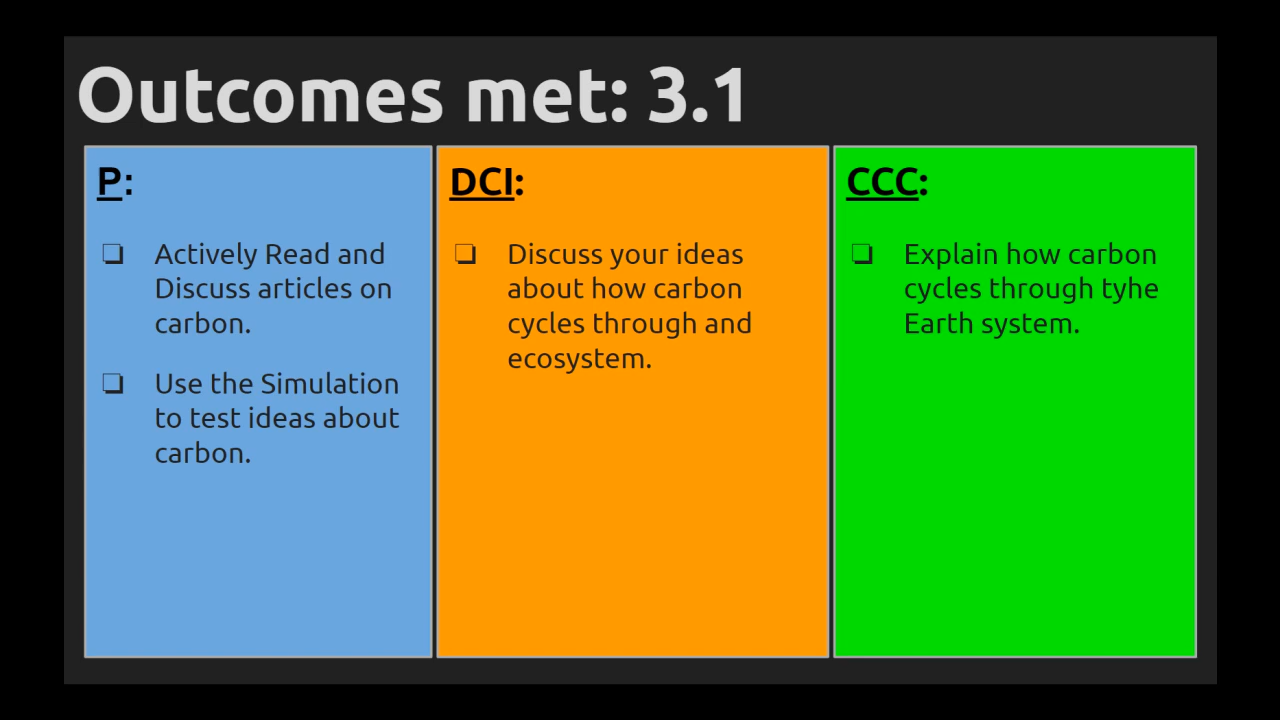 Outcomes met: 3.1
P:
❏ Actively Read and
Discuss articles on
carbon.
❏ Use the Simulation
to test ideas about
carbon.
DCI:
❏ Discuss your ideas
about how carbon
cycles through and
ecosystem.
CCC:
❏ Explain how carbon
cycles through tyhe
Earth system.